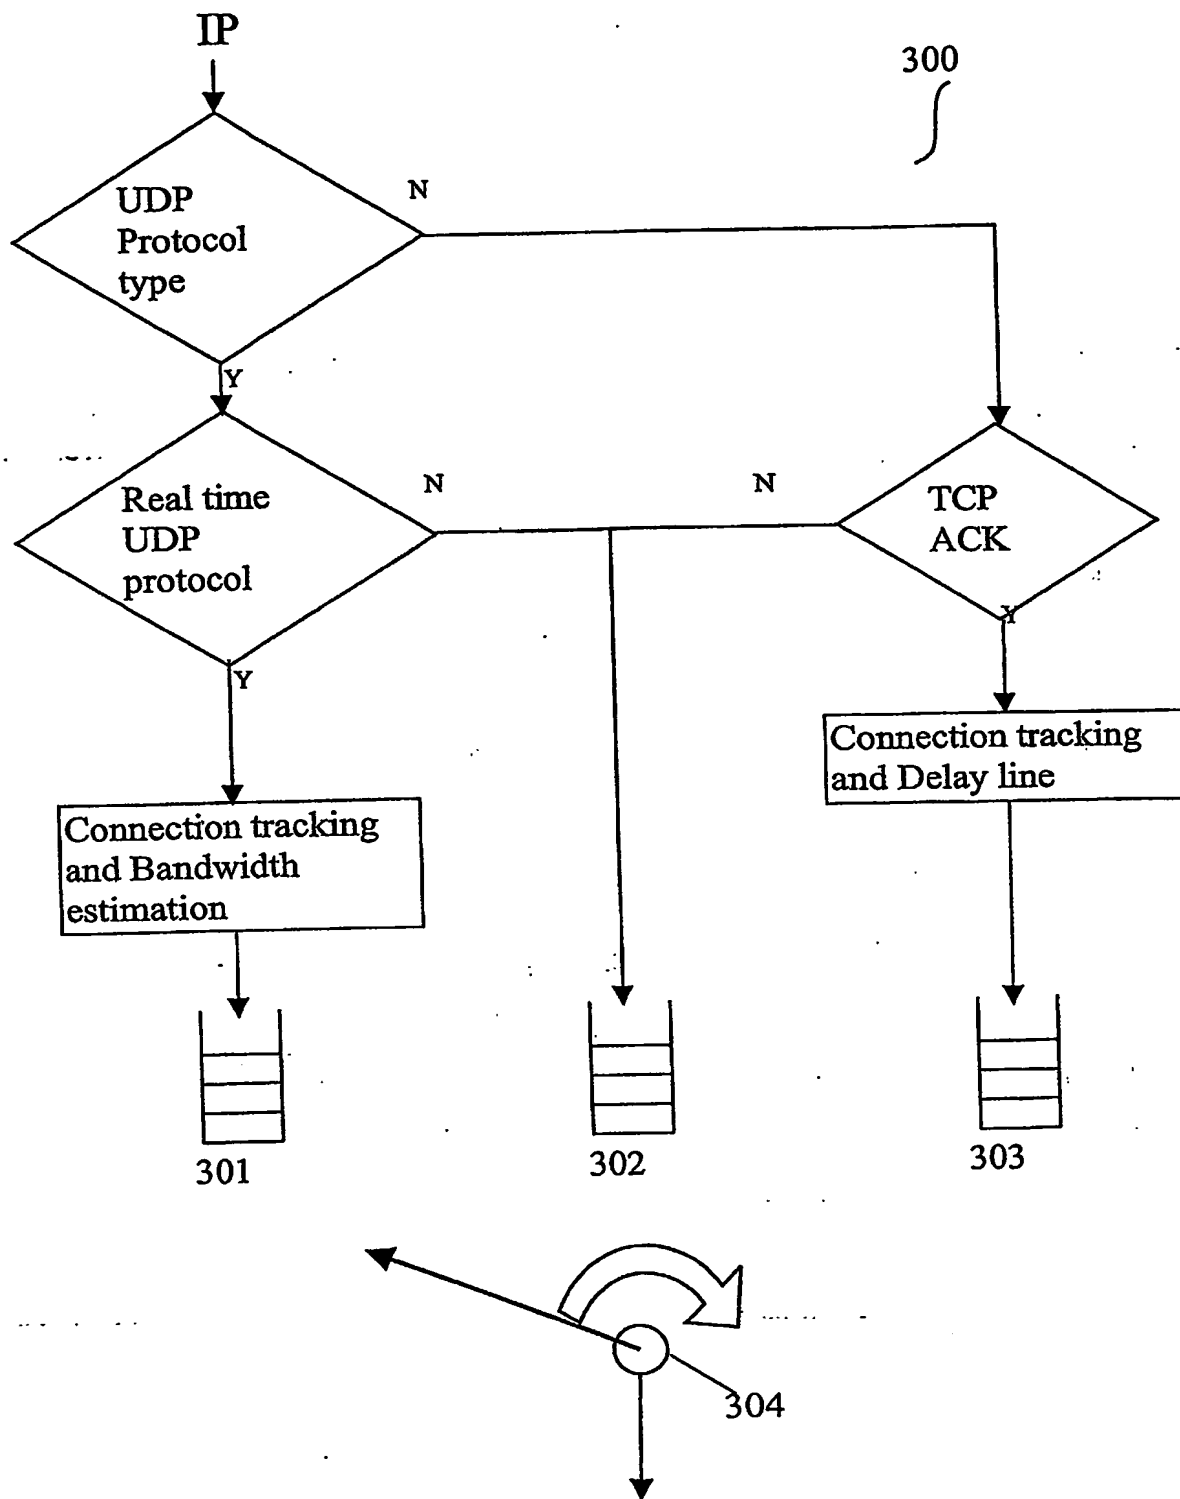 IP
300
UDP
Protocol
type
N
Y
Real time
UDP
protocol
N
N
TCP
ACK
Y
Y
Connection tracking
and Delay line
Connection tracking
and Bandwidth
estimation
301
302
303
304